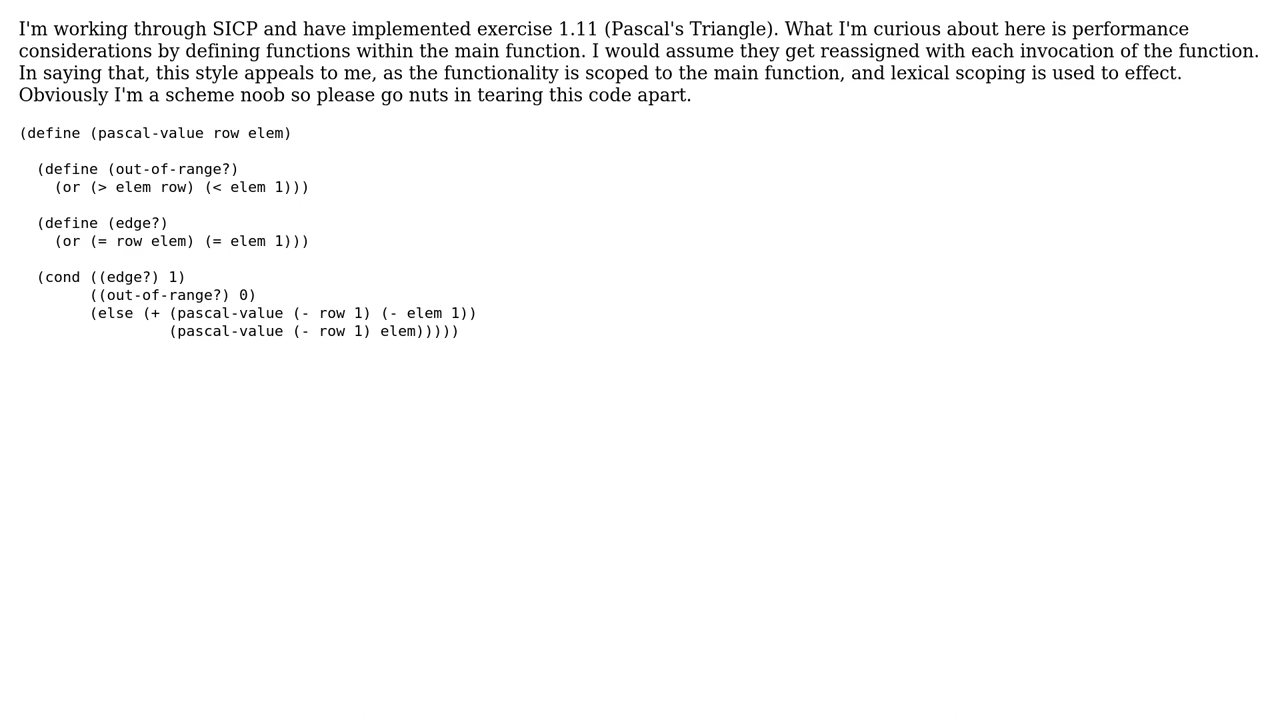 I'm working through SICP and have implemented exercise 1.11 (Pascal's Triangle). What I'm curious about here is performance
considerations by defining functions within the main function. I would assume they get reassigned with each invocation of the function.
In saying that, this style appeals to me, as the functionality is scoped to the main function, and lexical scoping is used to effect.
Obviously I'm a scheme noob so please go nuts in tearing this code apart.
(define (pascal-value row elem)
  (define (out-of-range?)
    (or (> elem row) (< elem 1)))
  (define (edge?)
    (or (= row elem) (= elem 1)))
  (cond ((edge?) 1)
        ((out-of-range?) 0)
        (else (+ (pascal-value (- row 1) (- elem 1))
                 (pascal-value (- row 1) elem)))))